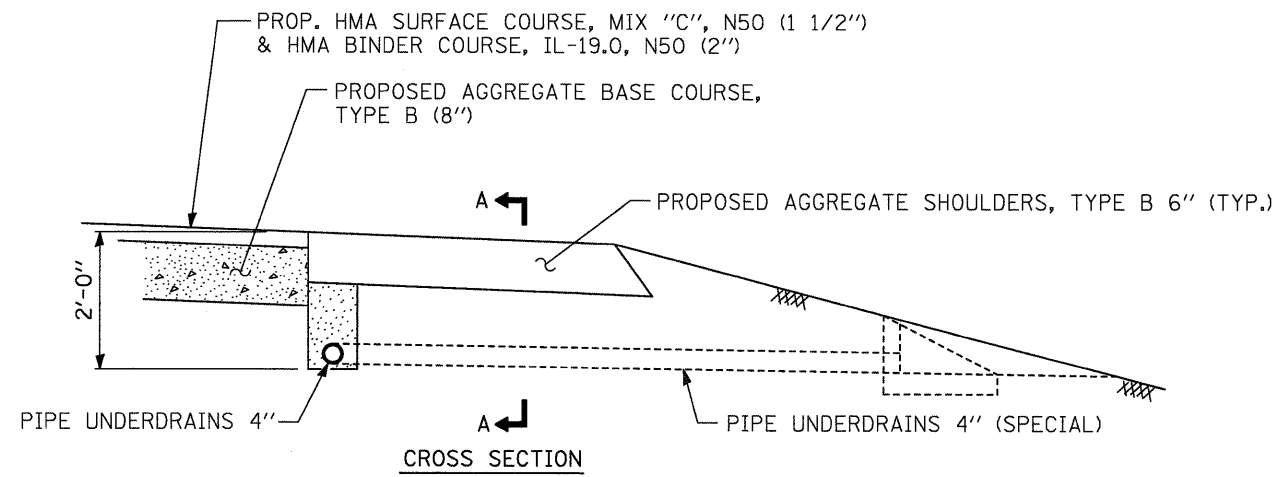 PROP. HMA SURFACE COURSE, MIX "C", N50 (1 1/2")
& HMA BINDER COURSE, IL-19.0, N50 (2")
PROPOSED AGGREGATE BASE COURSE,
TYPE B (8")
A
PROPOSED AGGREGATE SHOULDERS, TYPE B 6" (TYP.)
2'-0"
PIPE UNDERDRAINS 4"
A
PIPE UNDERDRAINS 4" (SPECIAL)
CROSS SECTION